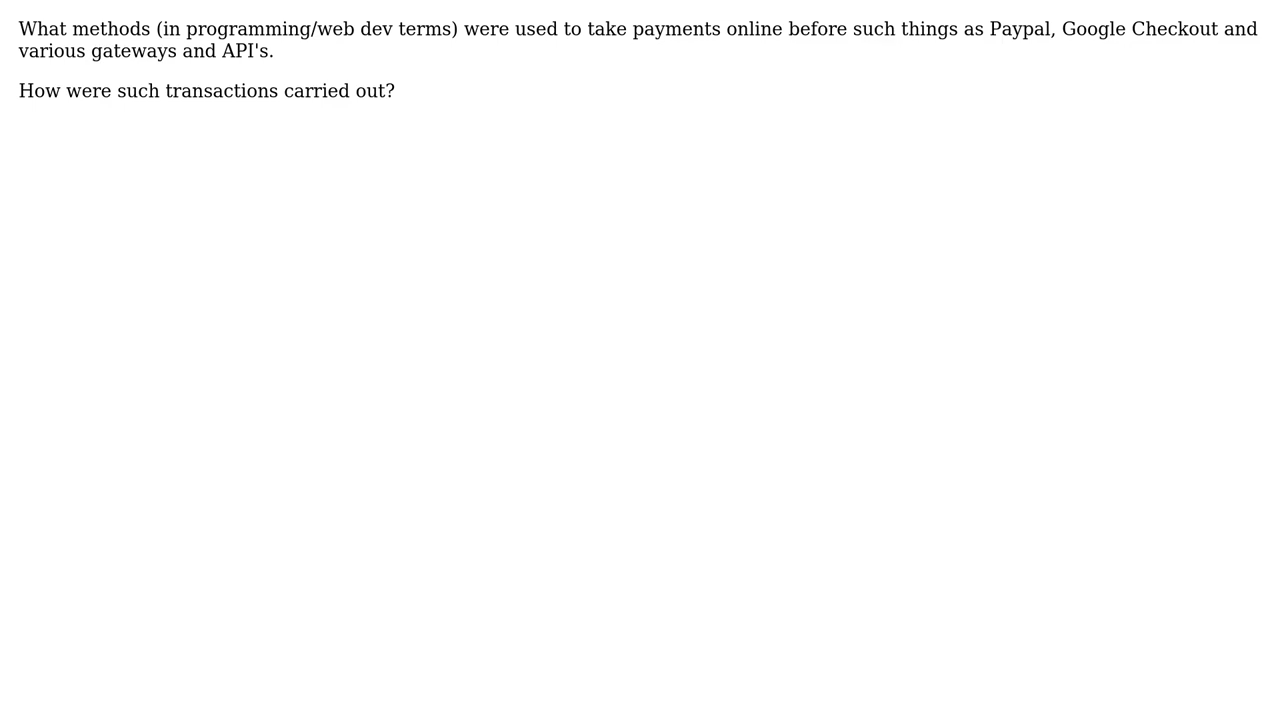 What methods (in programming/web dev terms) were used to take payments online before such things as Paypal, Google Checkout and
various gateways and API's.
How were such transactions carried out?